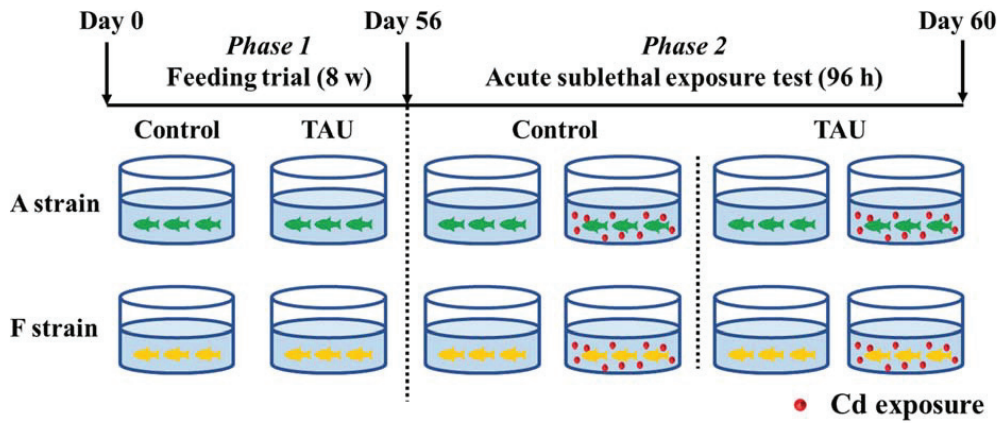 Day 0
Day 56
Day 60
Phase 1
Phase 2
Feeding trial (8 w)
Acute sublethal exposure test (96 h)
Control
TAU
Control
TAU
A strain
F strain
Cd exposure